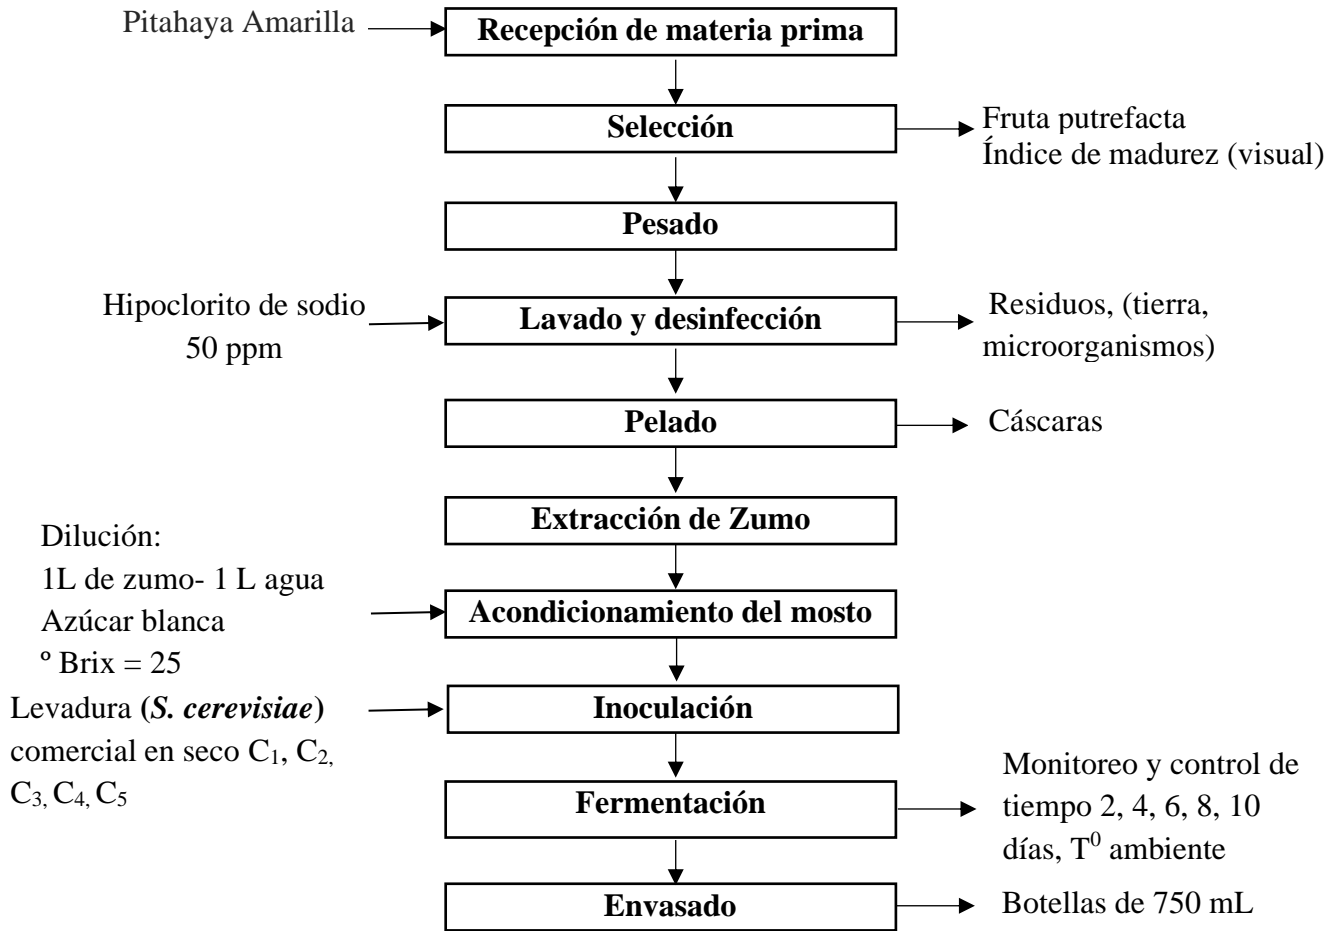 Pitahaya Amarilla
Recepción de materia prima
Selección
Fruta putrefacta
Índice de madurez (visual)
Pesado
Hipoclorito de sodio
50 ppm
Lavado y desinfección
Residuos, (tierra,
microorganismos)
Pelado
Cáscaras
Extracción de Zumo
Dilución:
1L de zumo- 1 L agua
Azúcar blanca
º Brix = 25
Acondicionamiento del mosto
Levadura (S. cerevisiae)
comercial en seco C₁, C₂,
C₃, C₄, C₅
Inoculación
Fermentación
Monitoreo y control de
tiempo 2, 4, 6, 8, 10
días, T⁰ ambiente
Envasado
Botellas de 750 mL